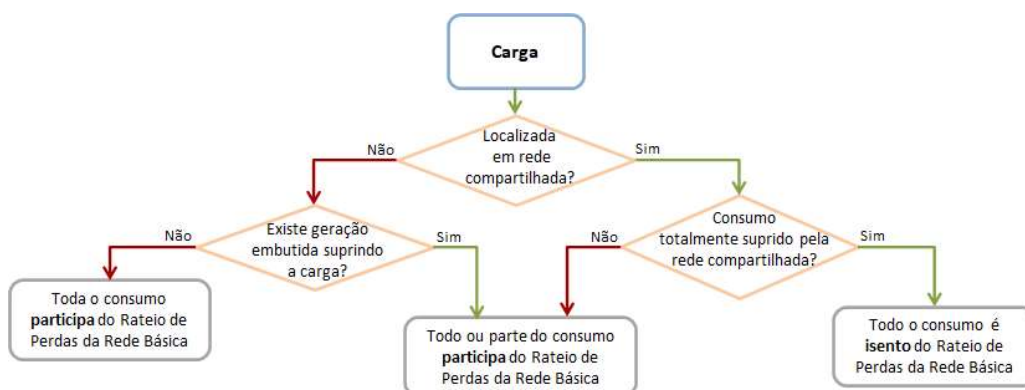 Carga
Localizada
em rede
compartilhada?
Não
Sim
Existe geração
embutida suprindo
a carga?
Não
Sim
Consumo
totalmente suprido pela
rede compartilhada?
Não
Sim
Toda o consumo
participa do Rateio de
Perdas da Rede Básica
Todo ou parte do consumo
participa do Rateio de
Perdas da Rede Básica
Todo o consumo é
isento do Rateio de
Perdas da Rede Básica